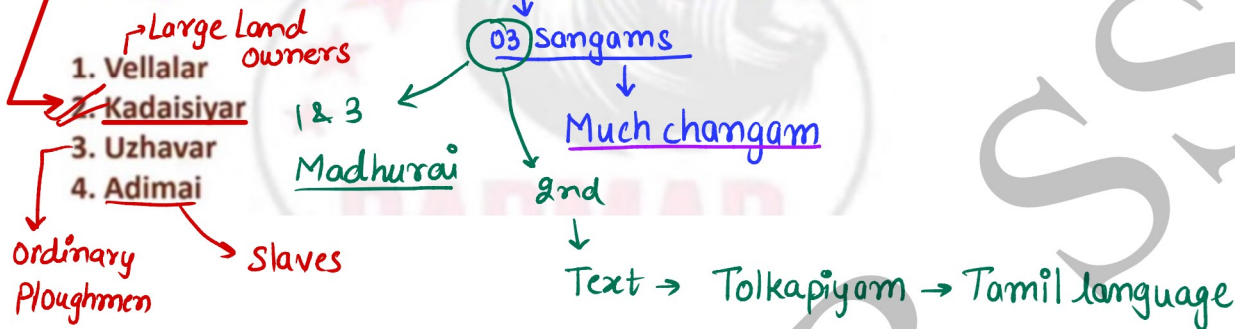 Large Land
owners
1. Vellalar
2. Kadaisiyar
3. Uzhavar
4. Adimai
ordinary
Ploughmen
Slaves
03 Sangams
Much changam
1 & 3
Madhurai
2nd
Text → Tolkapiyam → Tamil language